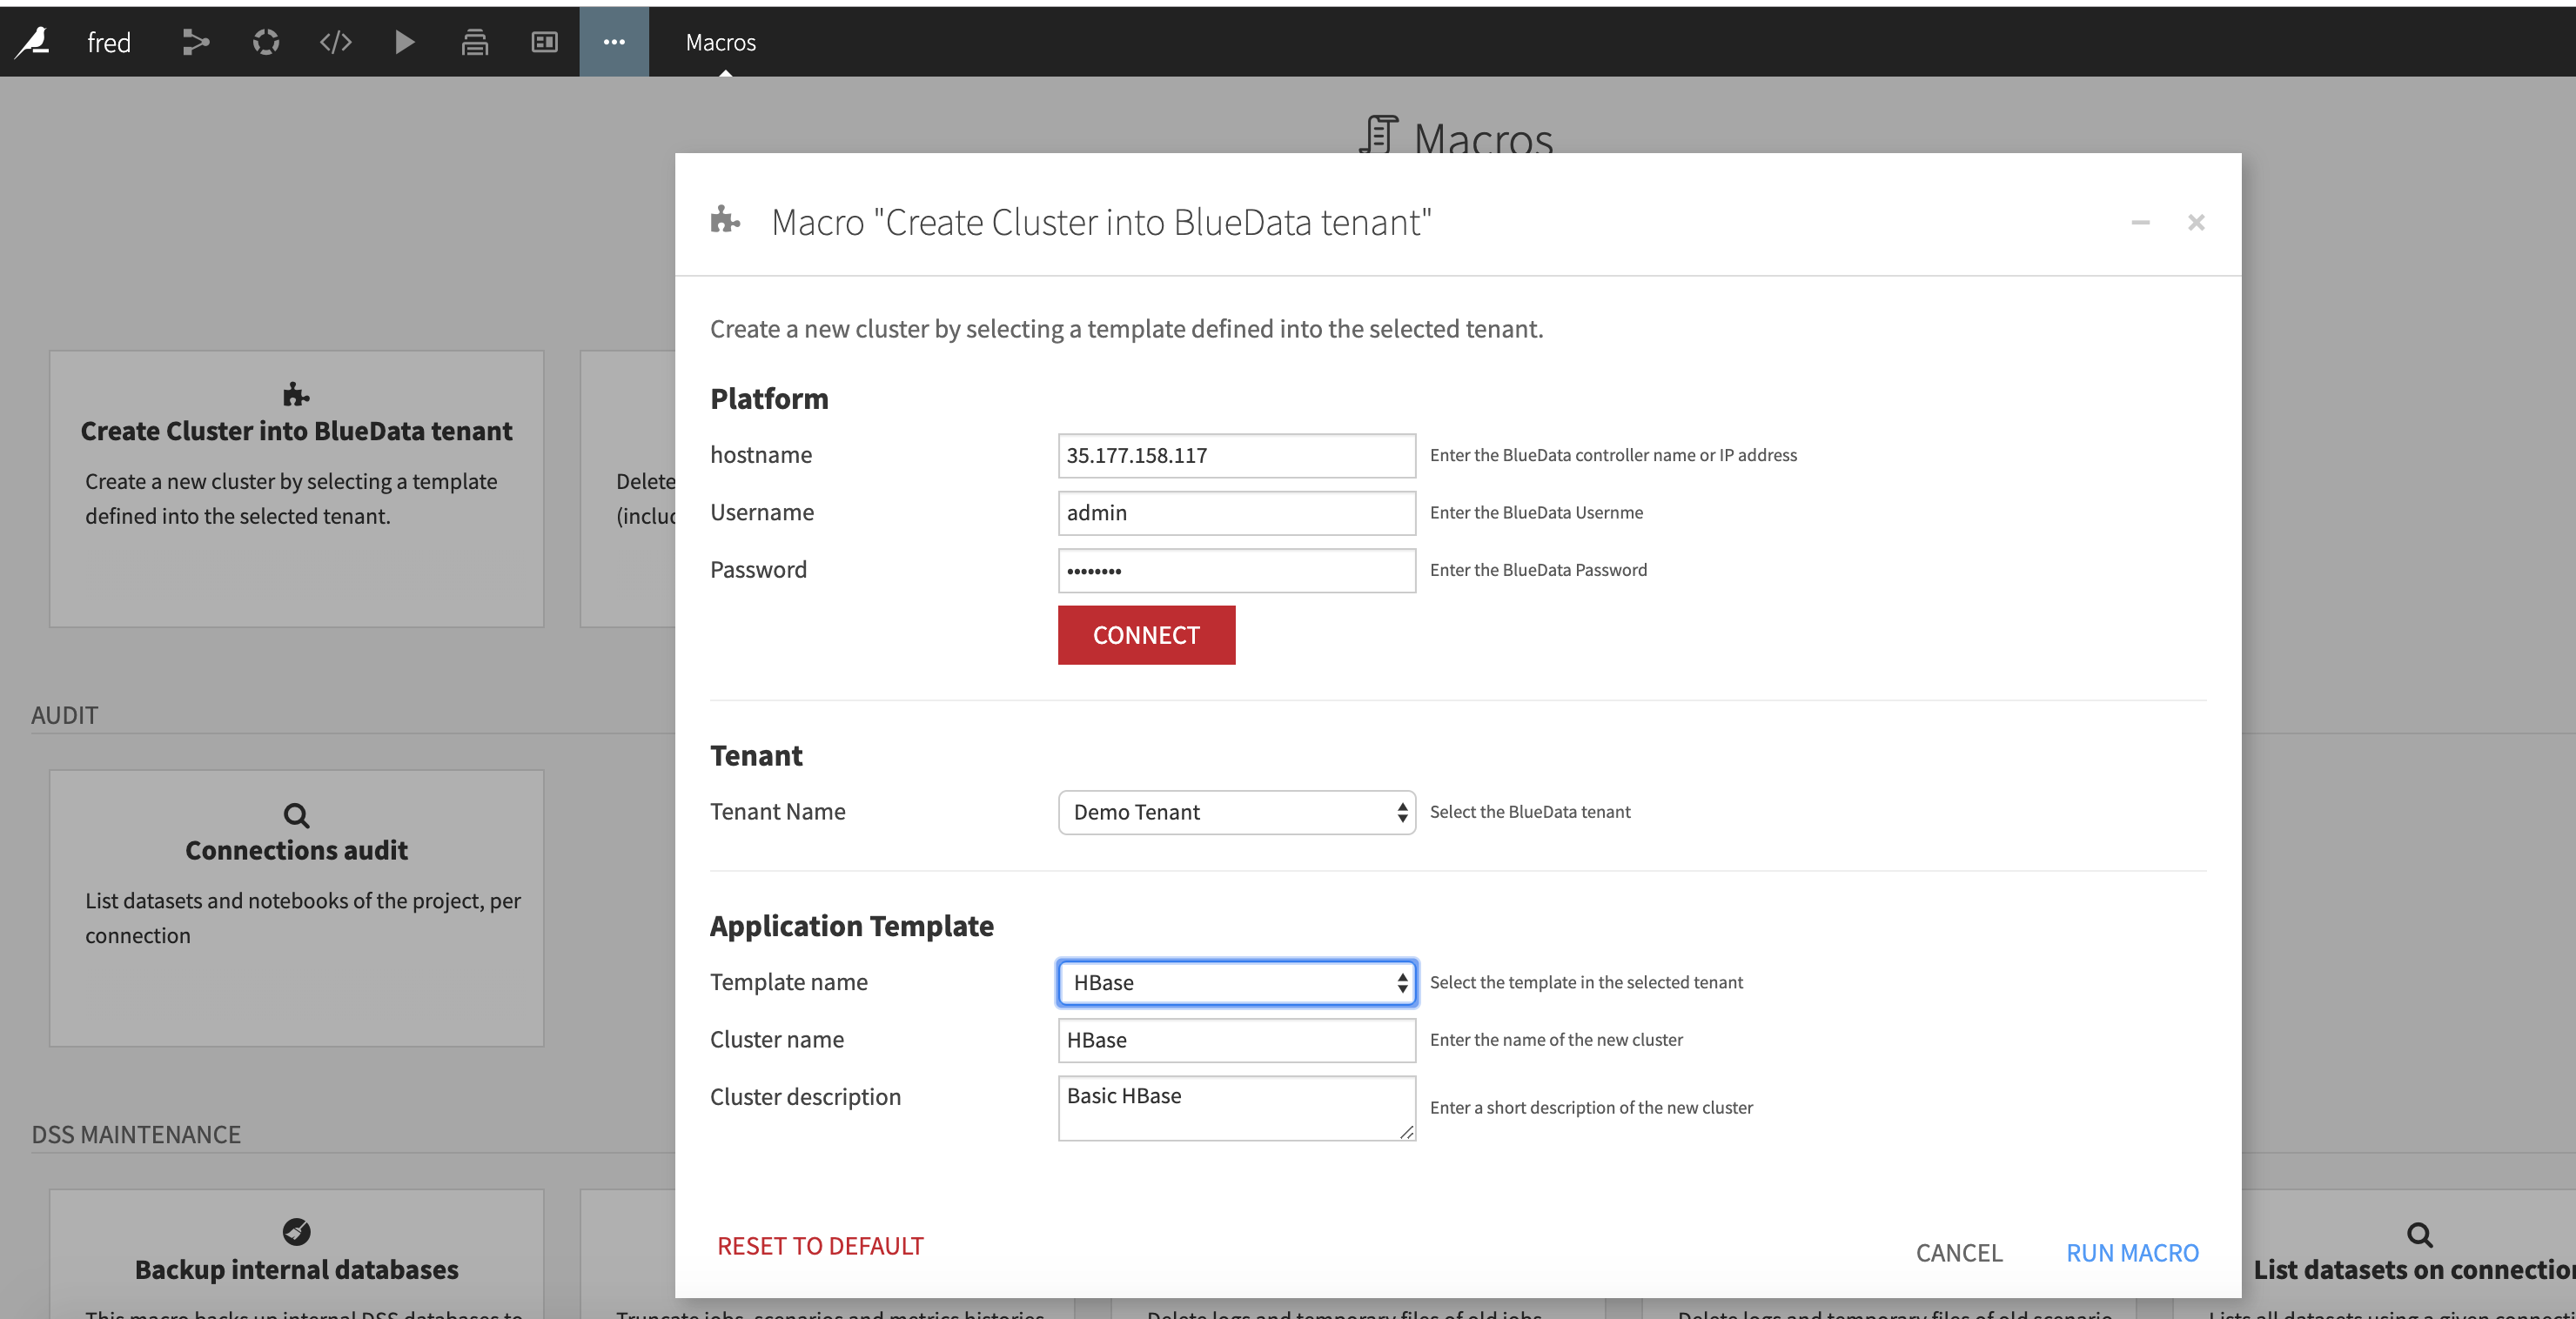 fred
Macros
Macros
Macro "Create Cluster into BlueData tenant"
Create a new cluster by selecting a template defined into the selected tenant.
Platform
hostname
35.177.158.117
Enter the BlueData controller name or IP address
Username
admin
Enter the BlueData Usernme
Password
••••••••
Enter the BlueData Password
CONNECT
Tenant
Tenant Name
Demo Tenant
Select the BlueData tenant
Application Template
Template name
HBase
Select the template in the selected tenant
Cluster name
HBase
Enter the name of the new cluster
Cluster description
Basic HBase
Enter a short description of the new cluster
RESET TO DEFAULT
CANCEL
RUN MACRO
Create Cluster into BlueData tenant
Create a new cluster by selecting a template
defined into the selected tenant.
Delete
AUDIT
Connections audit
List datasets and notebooks of the project, per
connection
DSS MAINTENANCE
Backup internal databases
This macro backs up internal DSS databases to
Truncate jobs, scenarios and metrics histories
Delete logs and temporary files of old jobs
Delete logs and temporary files of old scenario
List datasets on
Lists all datasets using a given